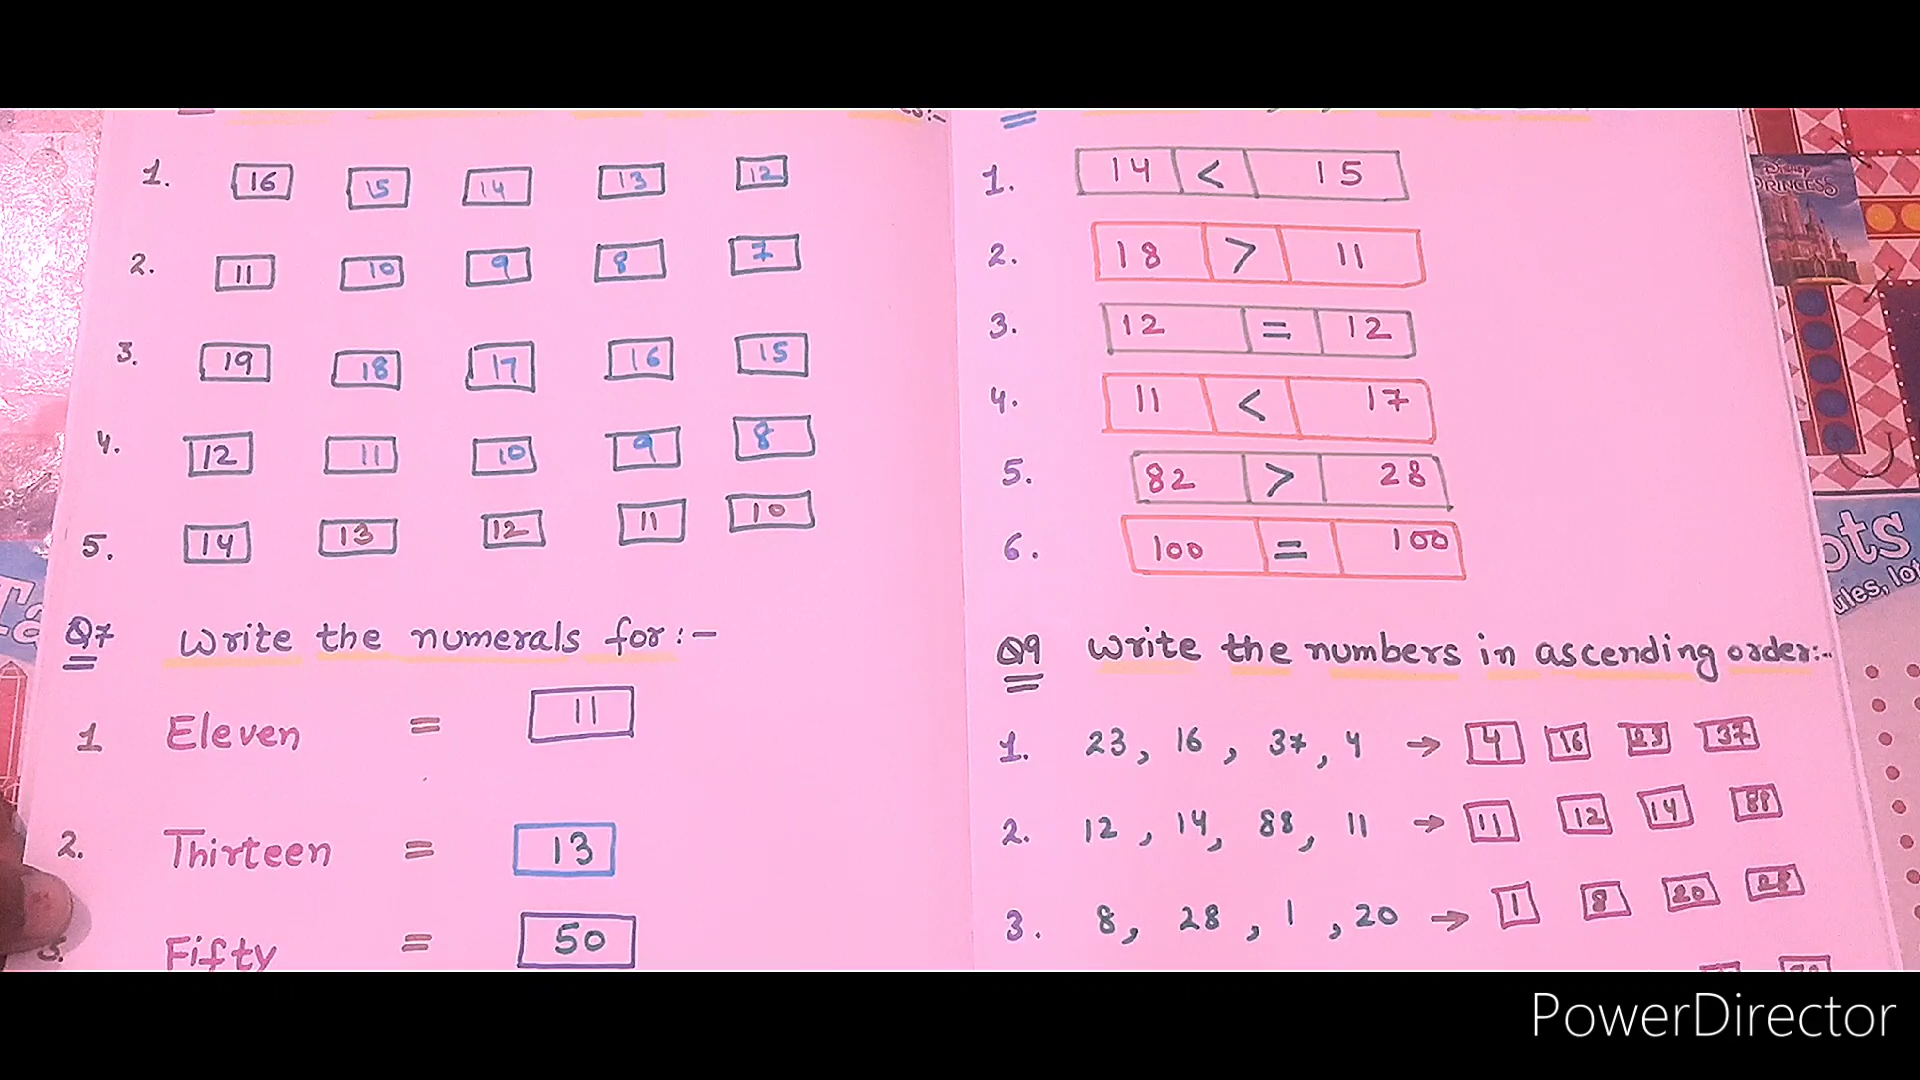 1. 16 15 14 13 12
2. 11 10 9 8 7
3. 19 18 17 16 15
4. 12 11 10 9 8
5. 14 13 12 11 10
Q7 Write the numerals for:-
1 Eleven = 11
2. Thirteen = 13
Fifty = 50
1. 14 < 15
2. 18 > 11
3. 12 = 12
4. 11 < 17
5. 82 > 28
6. 100 = 100
Q9 Write the numbers in ascending order:-
1. 23, 16, 37, 4 → 4 16 23 37
2. 12, 14, 88, 11 → 11 12 14 88
3. 8, 28, 1, 20 → 1 8 20 28
Disney
PRINCESS
ots
ules, lot
PowerDirector